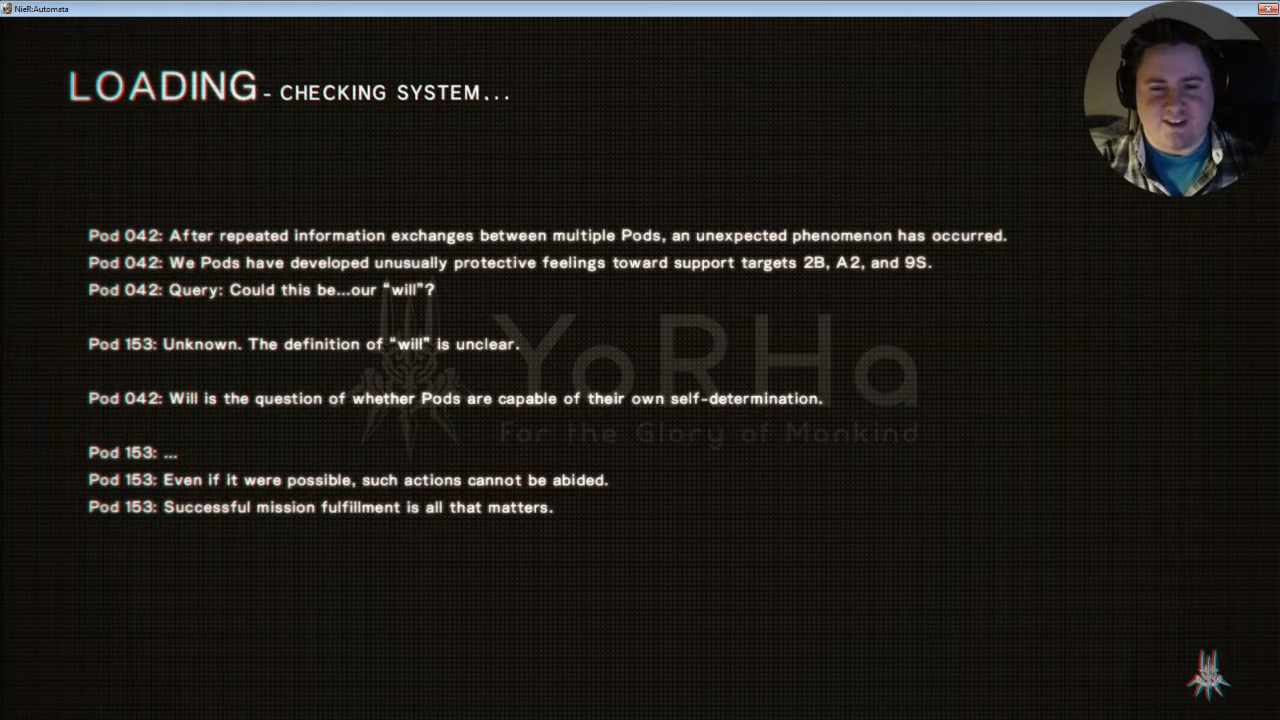 NieR:Automata
LOADING - CHECKING SYSTEM...
Pod 042: After repeated information exchanges between multiple Pods, an unexpected phenomenon has occurred.
Pod 042: We Pods have developed unusually protective feelings toward support targets 2B, A2, and 9S.
Pod 042: Query: Could this be...our “will”?
Pod 153: Unknown. The definition of “will” is unclear.
Pod 042: Will is the question of whether Pods are capable of their own self-determination.
Pod 153: ...
Pod 153: Even if it were possible, such actions cannot be abided.
Pod 153: Successful mission fulfillment is all that matters.
YoRHa
For the Glory of Mankind